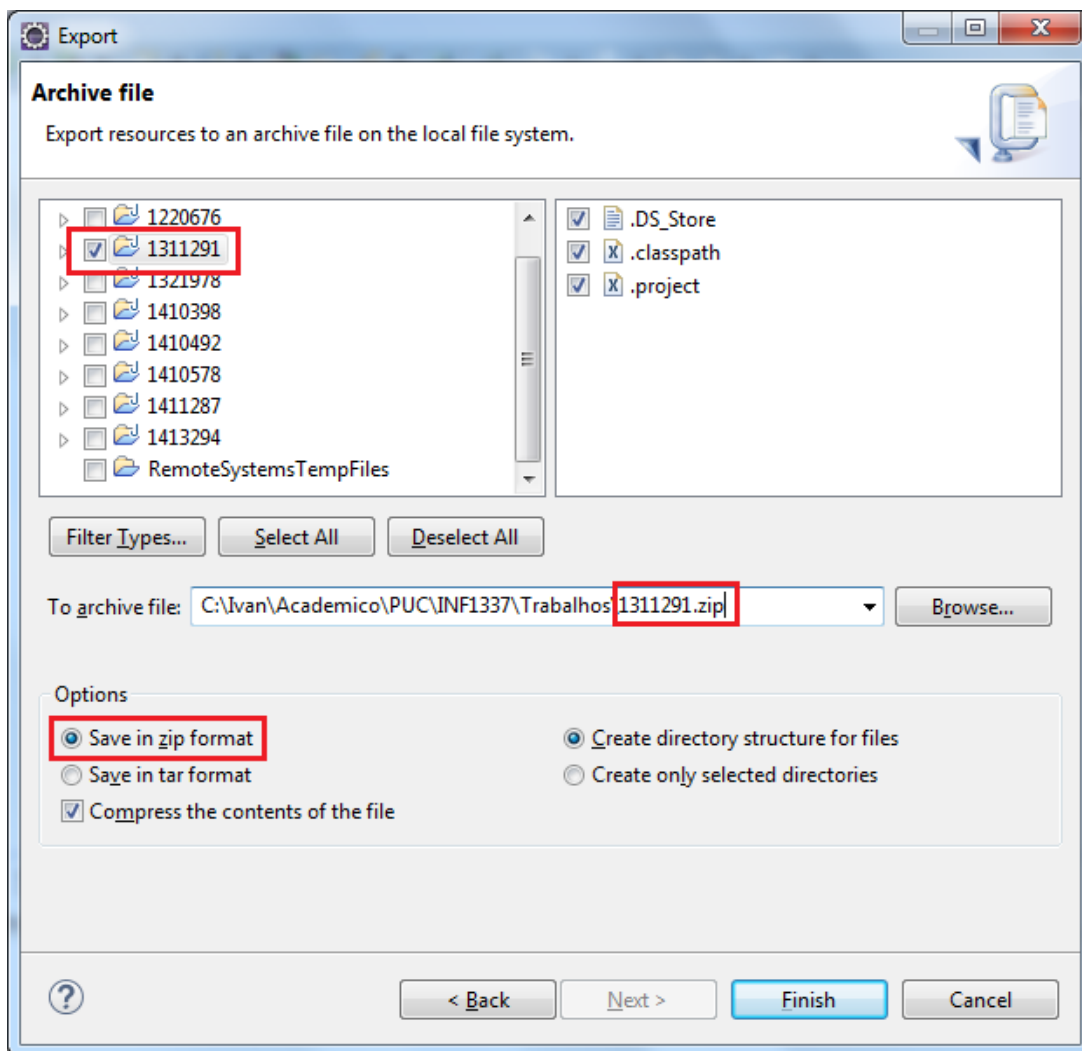 Export
Archive file
Export resources to an archive file on the local file system.
1220676
1311291
1321978
1410398
1410492
1410578
1411287
1413294
RemoteSystemsTempFiles
.DS_Store
.classpath
.project
Filter Types... Select All Deselect All
To archive file: C:\Ivan\Academico\PUC\INF1337\Trabalhos\1311291.zip Browse...
Options
Save in zip format Create directory structure for files
Save in tar format Create only selected directories
Compress the contents of the file
? < Back Next > Finish Cancel